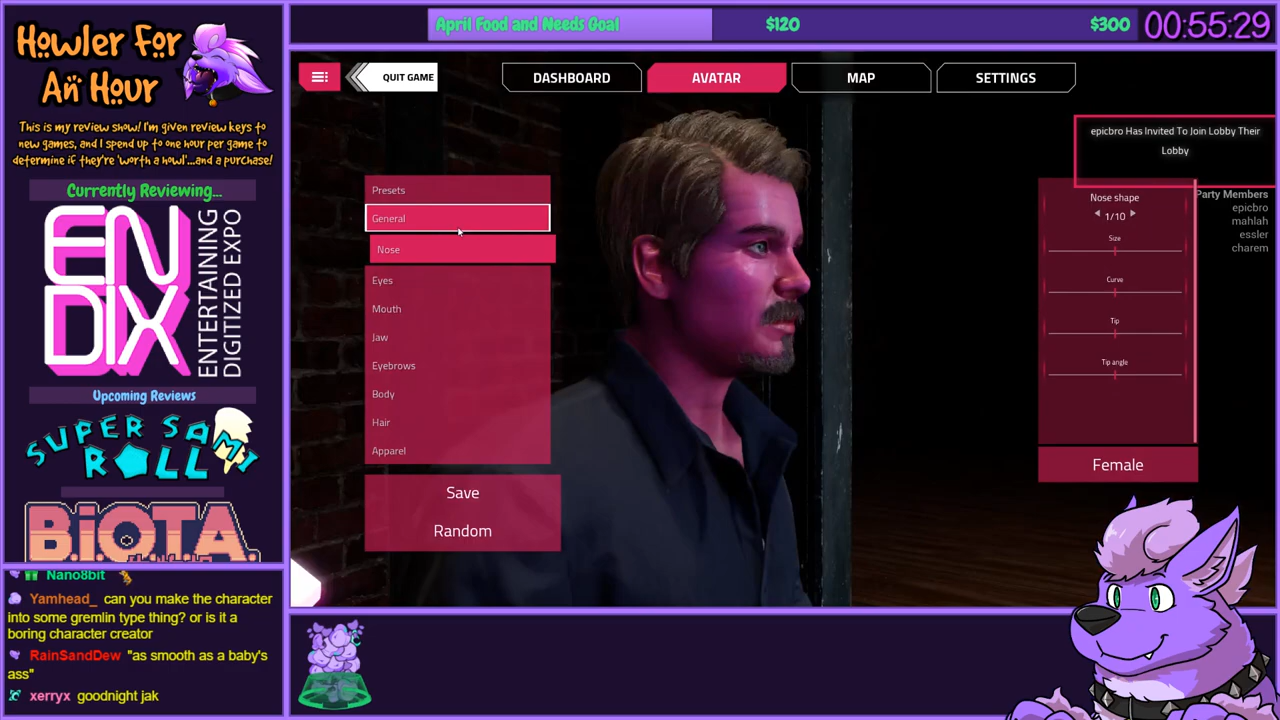 Howler For
An Hour
This is my review show! I'm given review keys to
new games, and I spend up to one hour per game to
determine if they're 'worth a howl'...and a purchase!
Currently Reviewing...
ENDIX
ENTERTAINING
DIGITIZED EXPO
Upcoming Reviews
SUPER SAMI
ROLL
B.i.OTA.
Nano8bit
Yamhead_ can you make the character
into some gremlin type thing? or is it a
boring character creator
RainSandDew "as smooth as a baby's
ass"
xerryx goodnight jak
April Food and Needs Goal
$120
$300
00:55:29
QUIT GAME
DASHBOARD
AVATAR
MAP
SETTINGS
epicbro Has Invited To Join Lobby Their
Lobby
Party Members
epicbro
mahlah
essler
charem
Presets
General
Nose
Eyes
Mouth
Jaw
Eyebrows
Body
Hair
Apparel
Save
Random
Nose shape
1/10
Size
Curve
Tip
Tip angle
Female